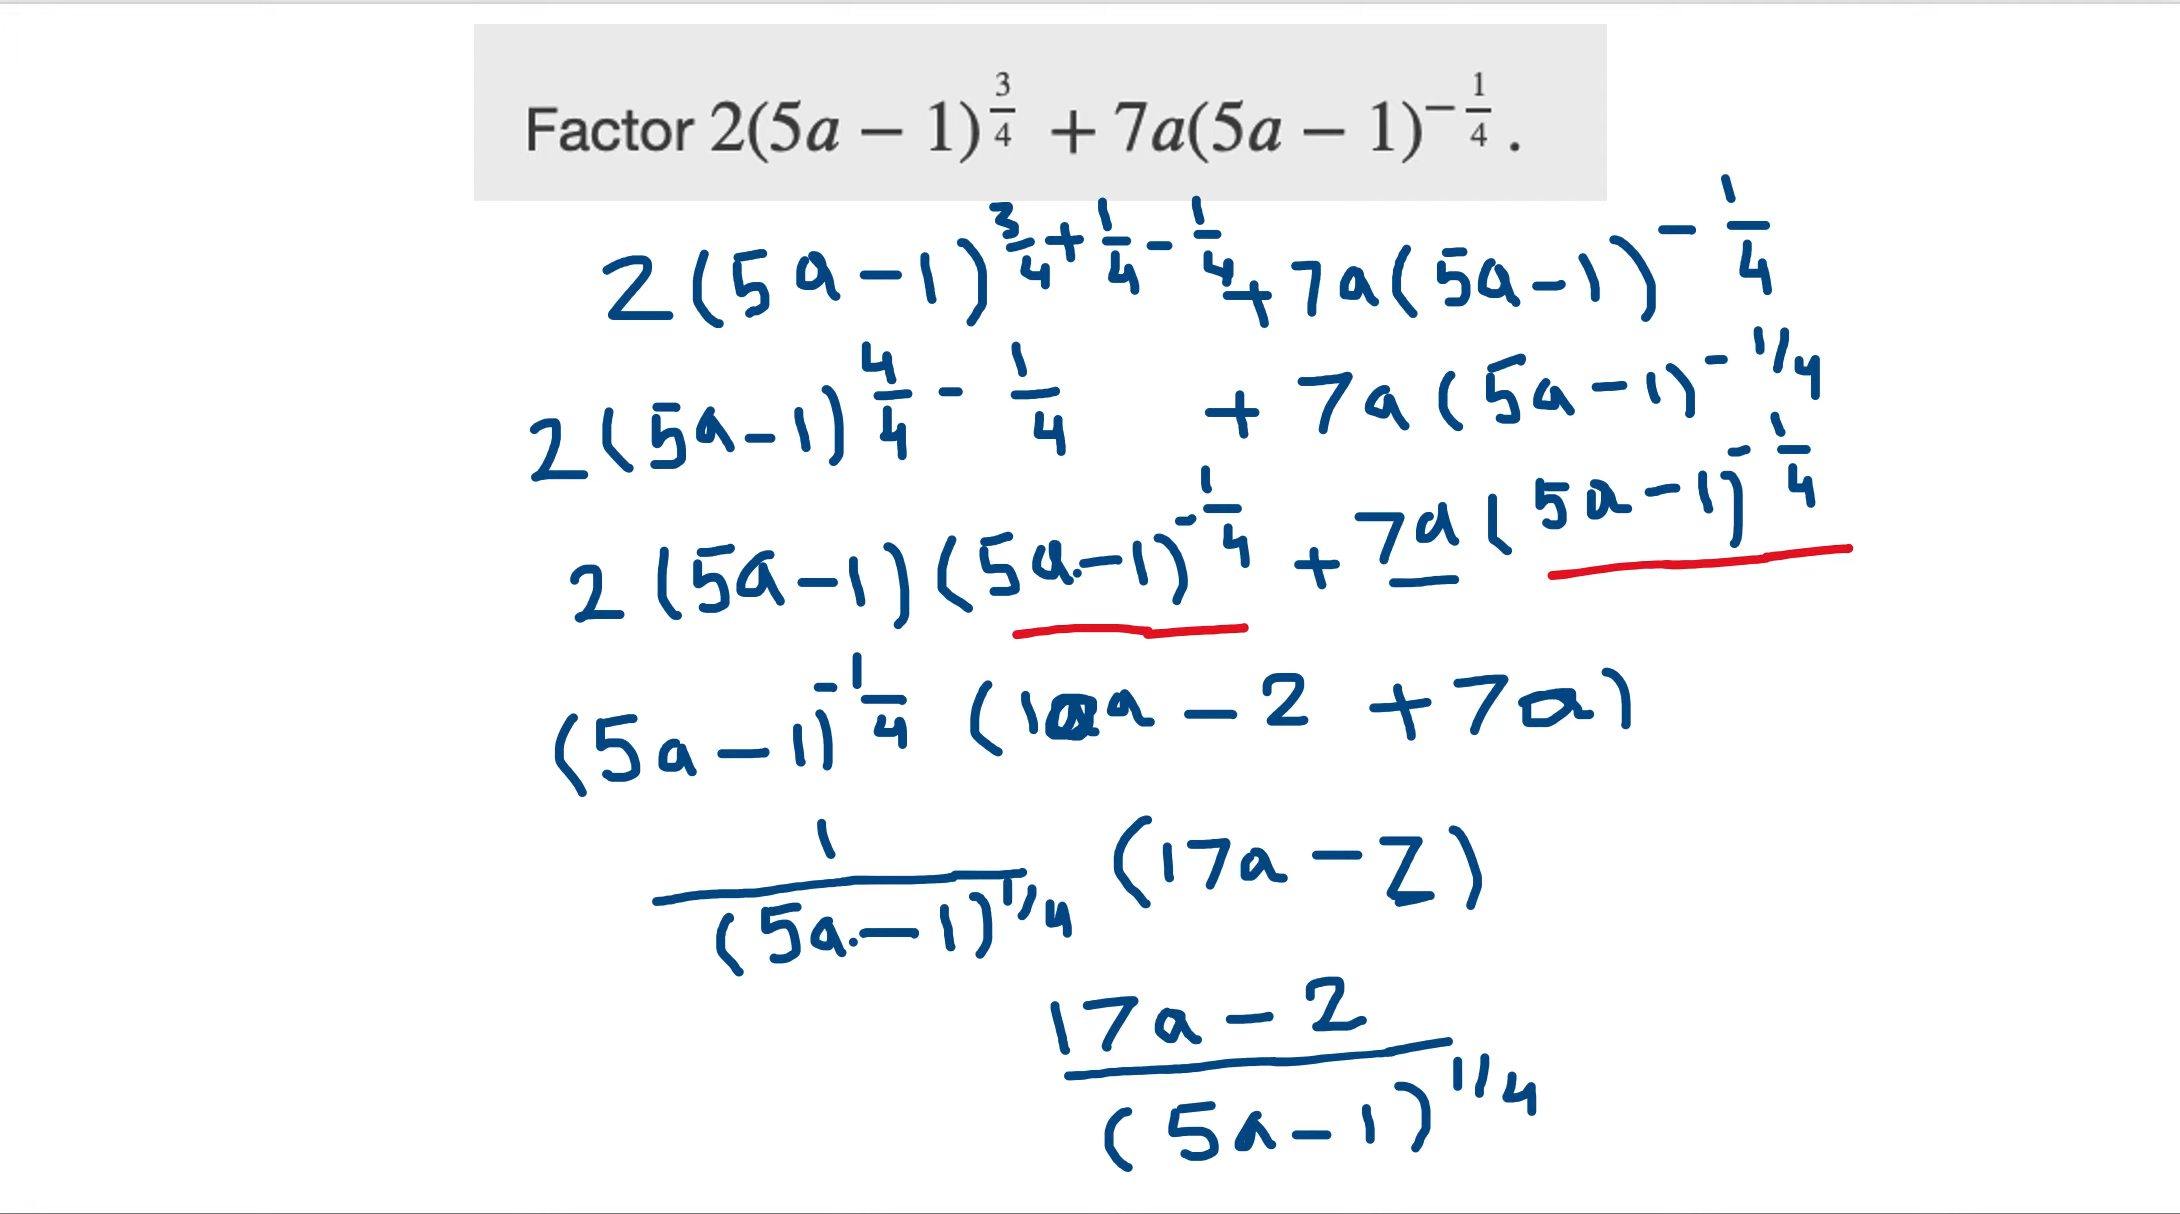 Factor 2(5a − 1)^(3/4) + 7a(5a − 1)^(−1/4).
2(5a−1)^(3/4 + 1/4 − 1/4) + 7a(5a−1)^(−1/4)
2(5a−1)^(4/4 − 1/4) + 7a(5a−1)^(−1/4)
2(5a−1)(5a−1)^(−1/4) + 7a(5a−1)^(−1/4)
(5a−1)^(−1/4) (10a − 2 + 7a)
1/(5a−1)^(1/4) (17a − 2)
(17a − 2)/(5a−1)^(1/4)